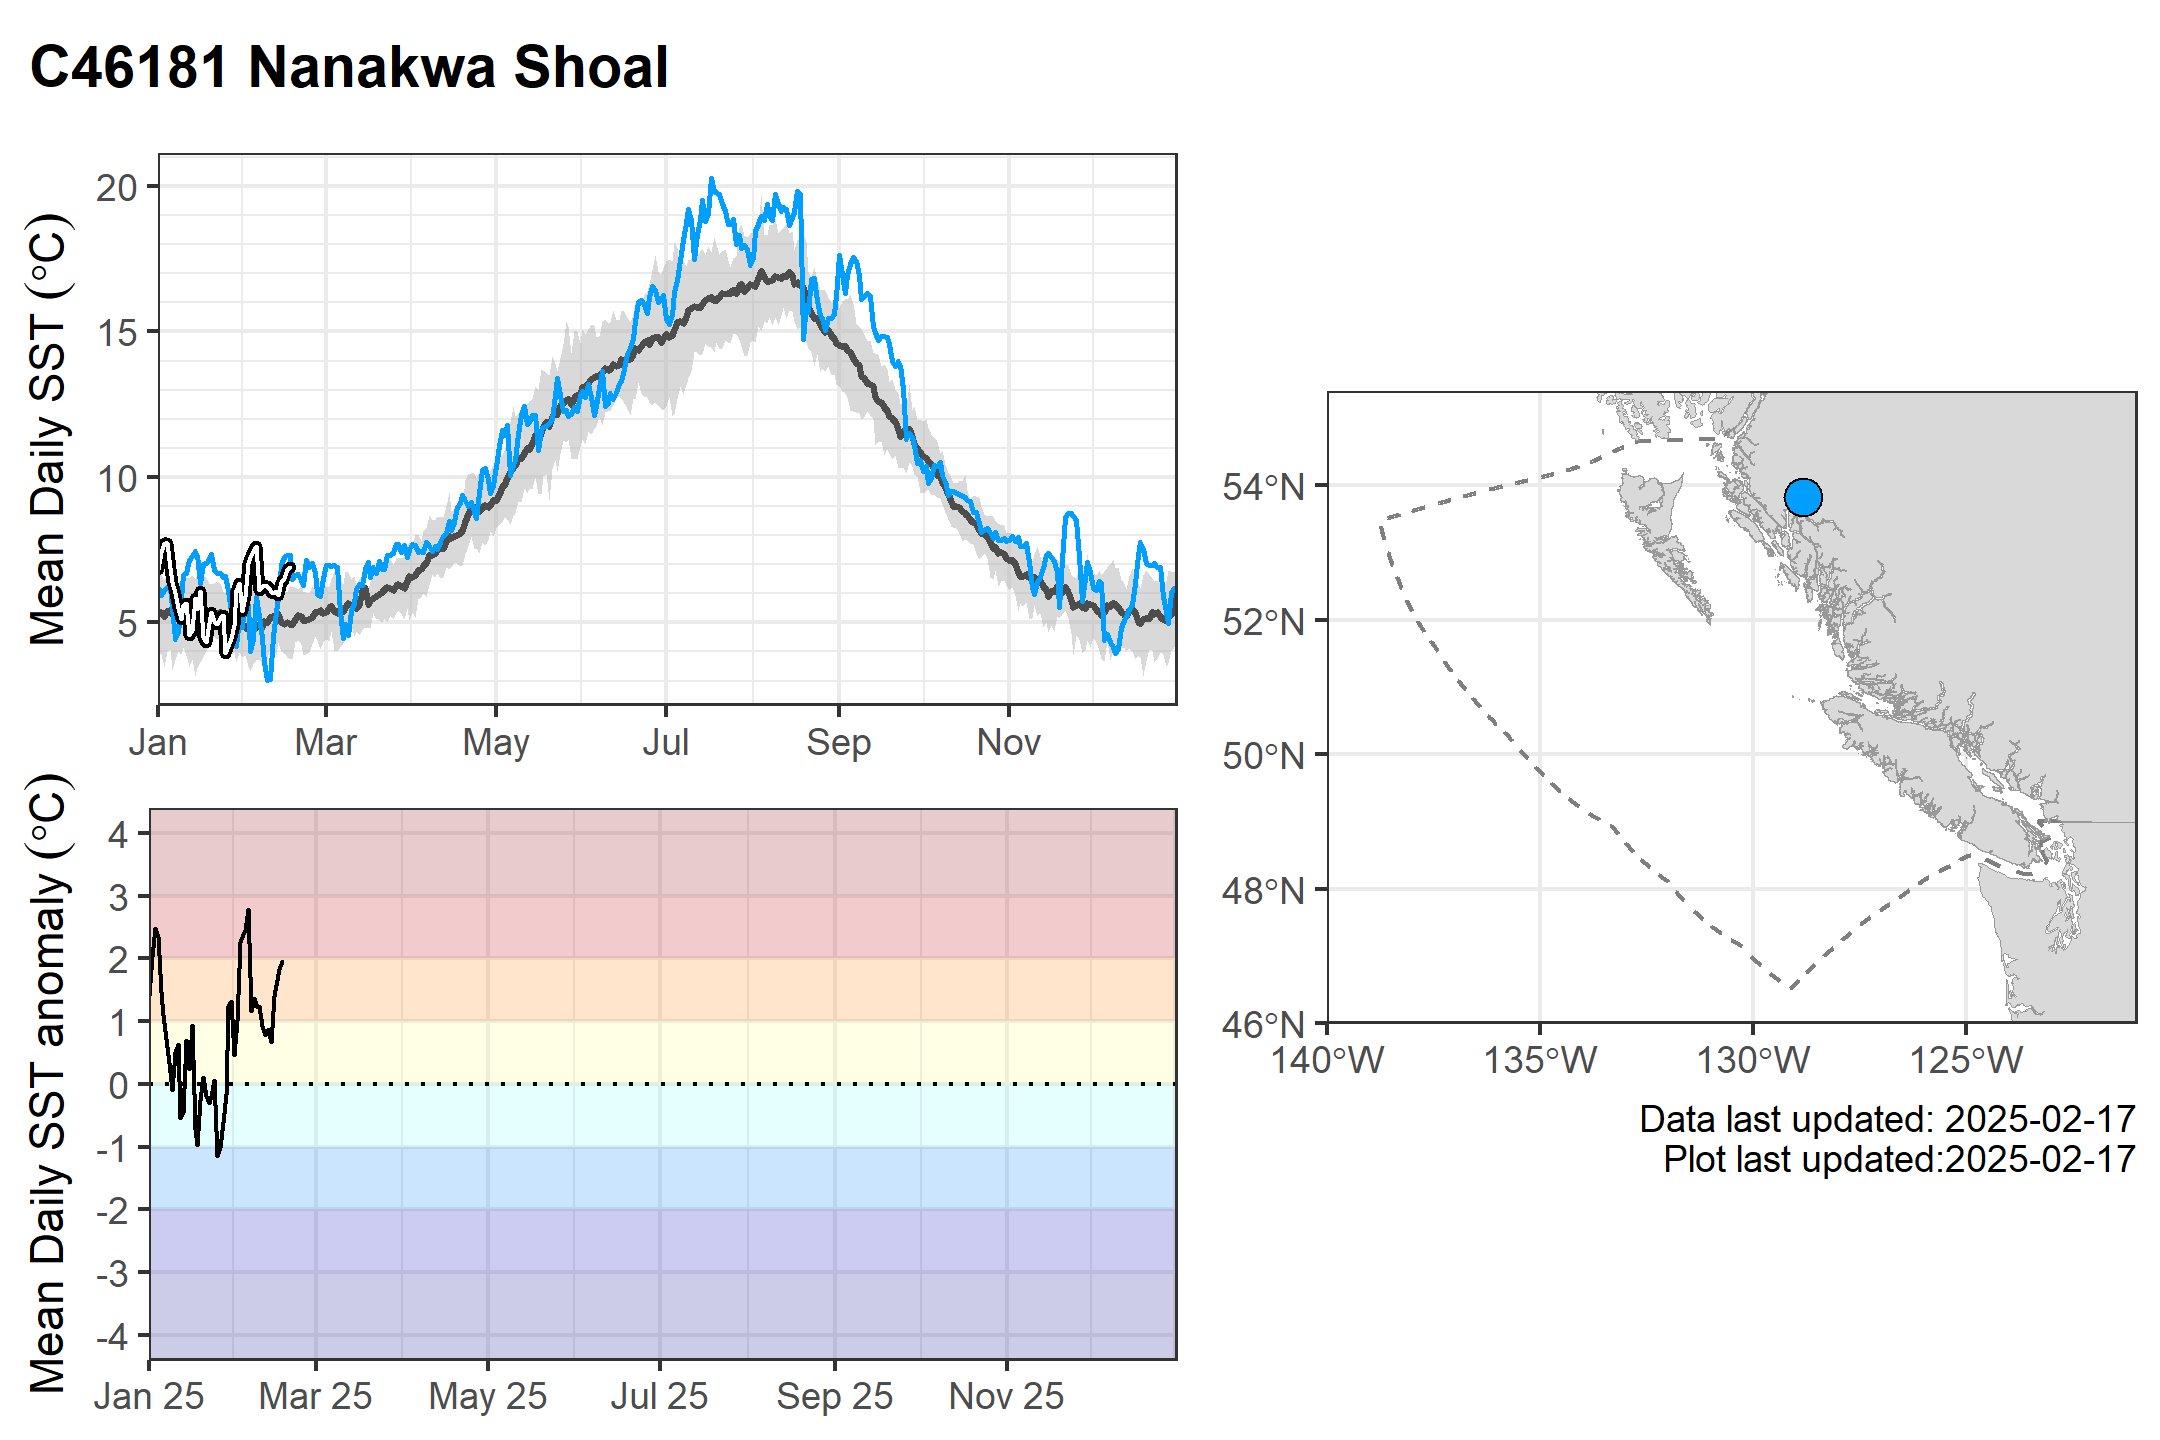 C46181 Nanakwa Shoal
Mean Daily SST (°C)
20
15
10
5
Jan Mar May Jul Sep Nov
Mean Daily SST anomaly (°C)
4
3
2
1
0
-1
-2
-3
-4
Jan 25 Mar 25 May 25 Jul 25 Sep 25 Nov 25
54°N
52°N
50°N
48°N
46°N
140°W 135°W 130°W 125°W
Data last updated: 2025-02-17
Plot last updated:2025-02-17